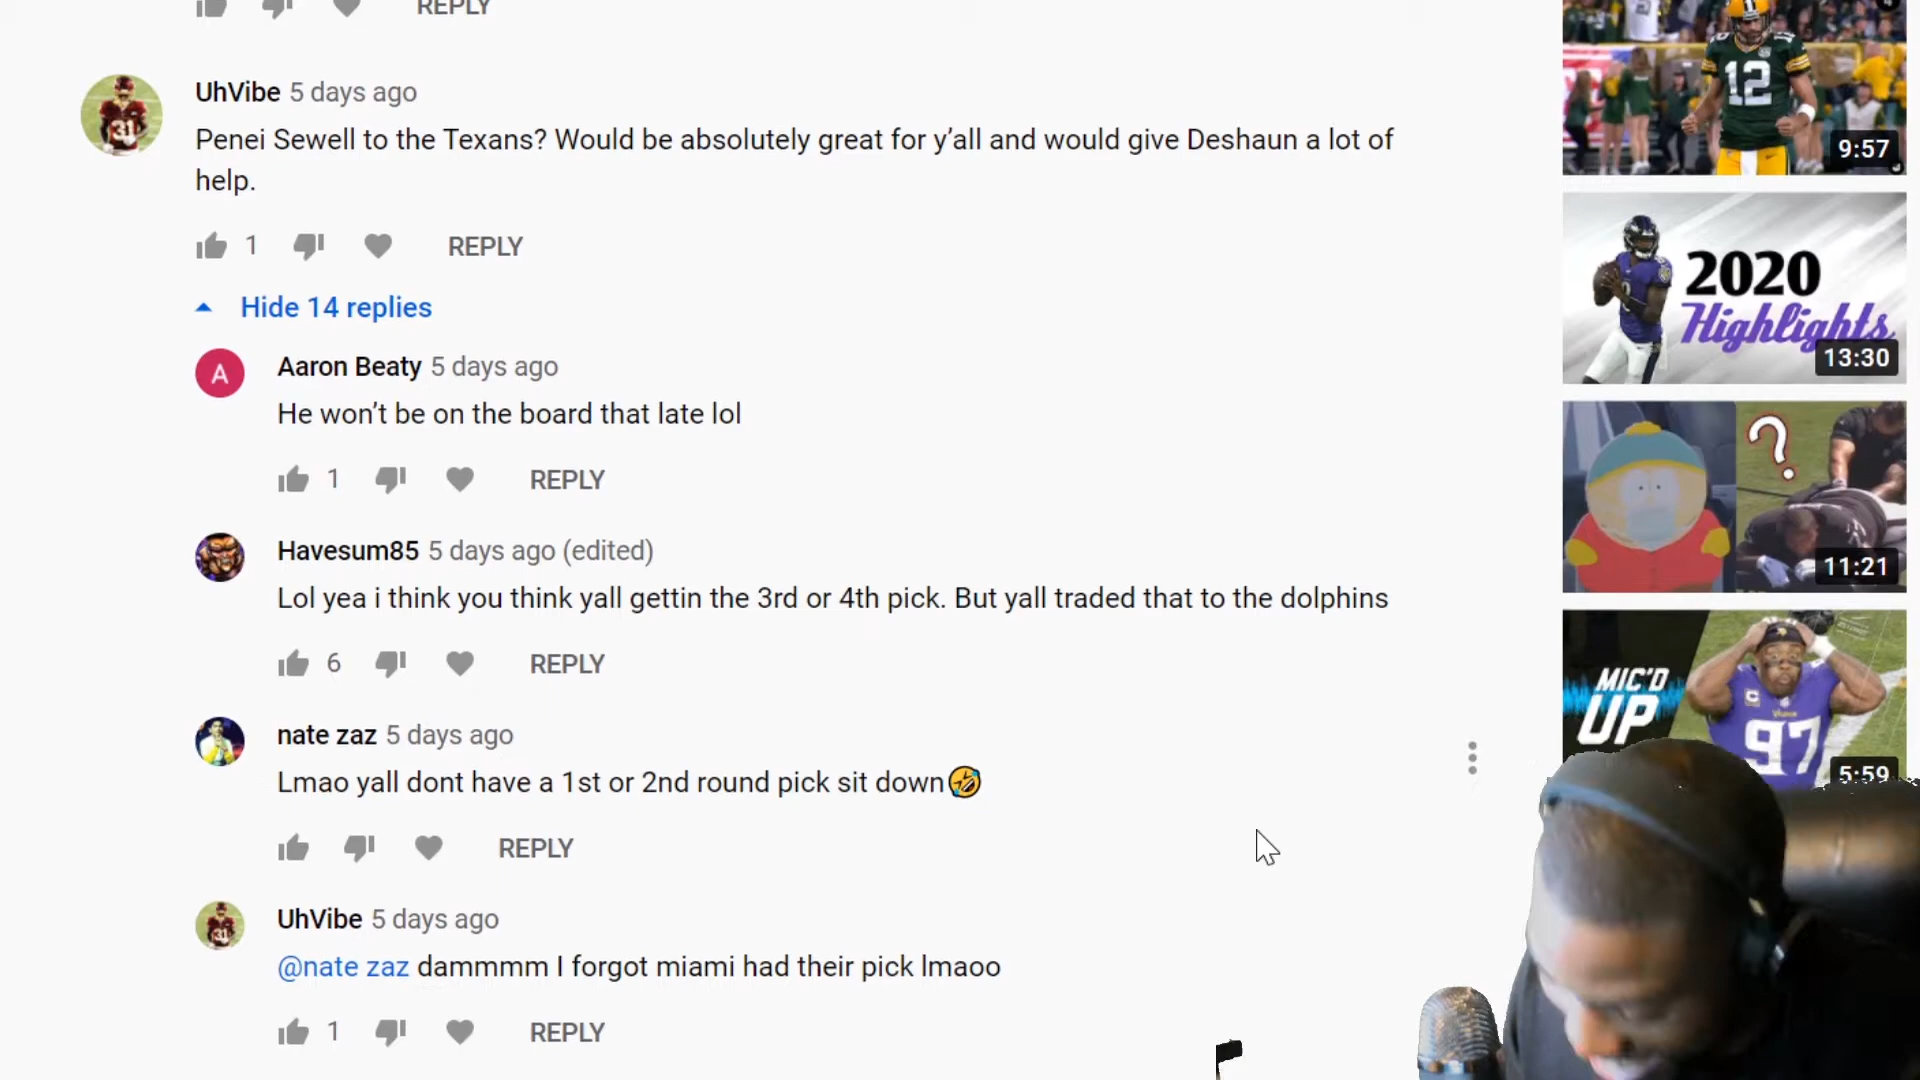 REPLY
UhVibe 5 days ago
Penei Sewell to the Texans? Would be absolutely great for y’all and would give Deshaun a lot of
help.
1 REPLY
Hide 14 replies
A
Aaron Beaty 5 days ago
He won’t be on the board that late lol
1 REPLY
Havesum85 5 days ago (edited)
Lol yea i think you think yall gettin the 3rd or 4th pick. But yall traded that to the dolphins
6 REPLY
nate zaz 5 days ago
Lmao yall dont have a 1st or 2nd round pick sit down🤣
REPLY
UhVibe 5 days ago
@nate zaz dammmm I forgot miami had their pick lmaoo
1 REPLY
31
31
12
9:57
2020
Highlights
13:30
?
11:21
MIC'D
UP
C
97
5:59